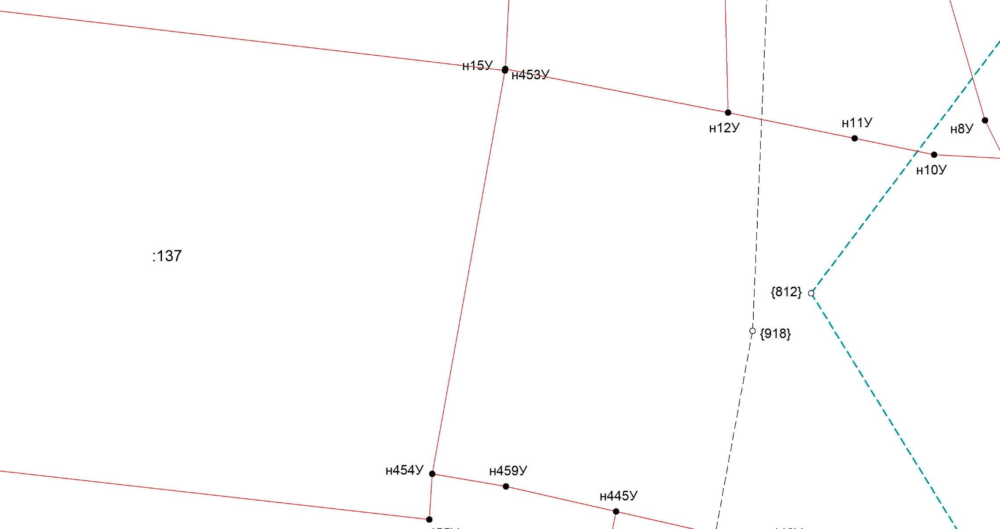 н15У
н453У
н11У
н8У
н12У
н10У
:137
{812}
{918}
н454У
н459У
н445У